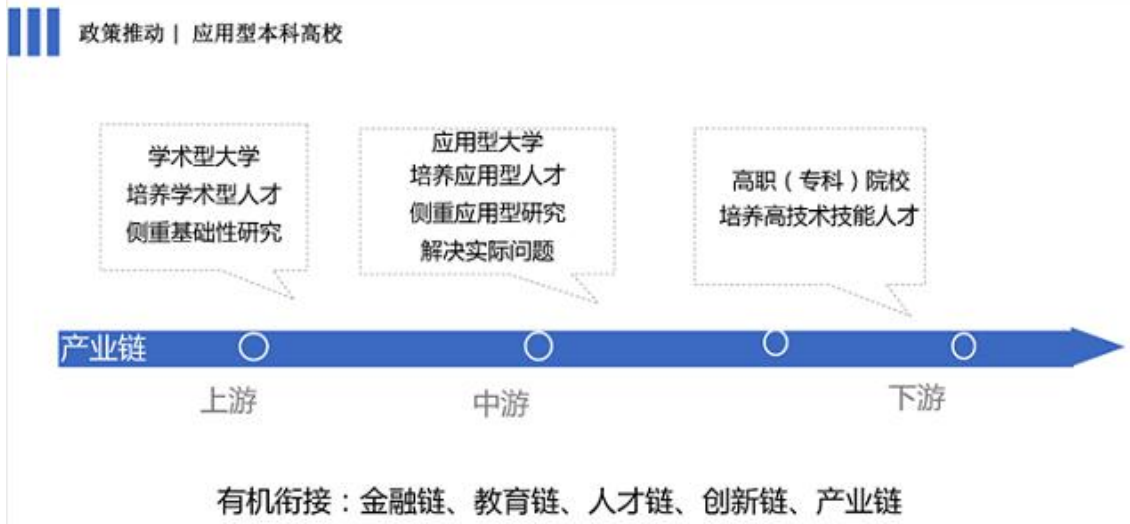 政策推动 | 应用型本科高校
学术型大学
培养学术型人才
侧重基础性研究
应用型大学
培养应用型人才
侧重应用型研究
解决实际问题
高职（专科）院校
培养高技术技能人才
产业链
上游
中游
下游
有机衔接：金融链、教育链、人才链、创新链、产业链